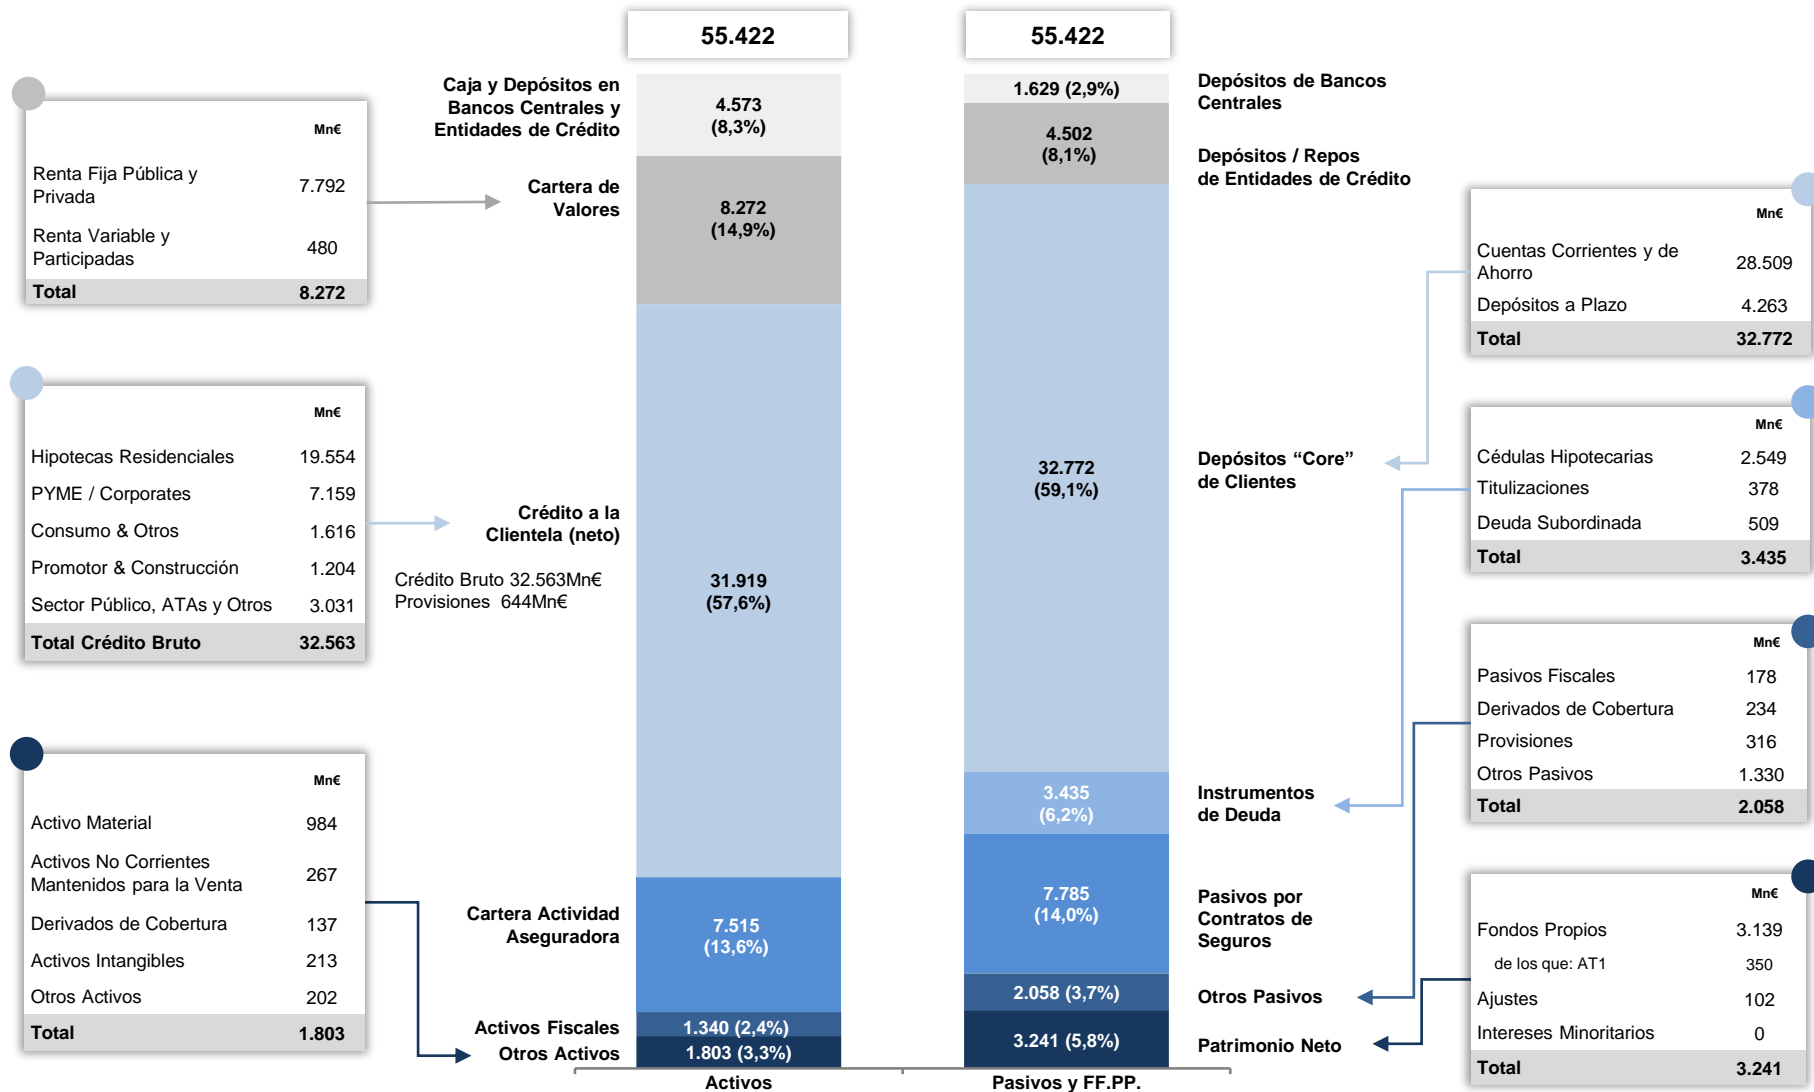 55.422
55.422
Mn€
Renta Fija Pública y
Privada
7.792
Renta Variable y
Participadas
480
Total 8.272
Mn€
Hipotecas Residenciales 19.554
PYME / Corporates 7.159
Consumo & Otros 1.616
Promotor & Construcción 1.204
Sector Público, ATAs y Otros 3.031
Total Crédito Bruto 32.563
Mn€
Activo Material 984
Activos No Corrientes
Mantenidos para la Venta
267
Derivados de Cobertura 137
Activos Intangibles 213
Otros Activos 202
Total 1.803
Caja y Depósitos en
Bancos Centrales y
Entidades de Crédito
Cartera de
Valores
Crédito a la
Clientela (neto)
Crédito Bruto 32.563Mn€
Provisiones 644Mn€
Cartera Actividad
Aseguradora
Activos Fiscales
Otros Activos
4.573
(8,3%)
8.272
(14,9%)
31.919
(57,6%)
7.515
(13,6%)
1.340 (2,4%)
1.803 (3,3%)
Activos
1.629 (2,9%)
4.502
(8,1%)
32.772
(59,1%)
3.435
(6,2%)
7.785
(14,0%)
2.058 (3,7%)
3.241 (5,8%)
Pasivos y FF.PP.
Depósitos de Bancos
Centrales
Depósitos / Repos
de Entidades de Crédito
Depósitos “Core”
de Clientes
Instrumentos
de Deuda
Pasivos por
Contratos de
Seguros
Otros Pasivos
Patrimonio Neto
Mn€
Cuentas Corrientes y de
Ahorro
28.509
Depósitos a Plazo 4.263
Total 32.772
Mn€
Cédulas Hipotecarias 2.549
Titulizaciones 378
Deuda Subordinada 509
Total 3.435
Mn€
Pasivos Fiscales 178
Derivados de Cobertura 234
Provisiones 316
Otros Pasivos 1.330
Total 2.058
Mn€
Fondos Propios 3.139
de los que: AT1 350
Ajustes 102
Intereses Minoritarios 0
Total 3.241